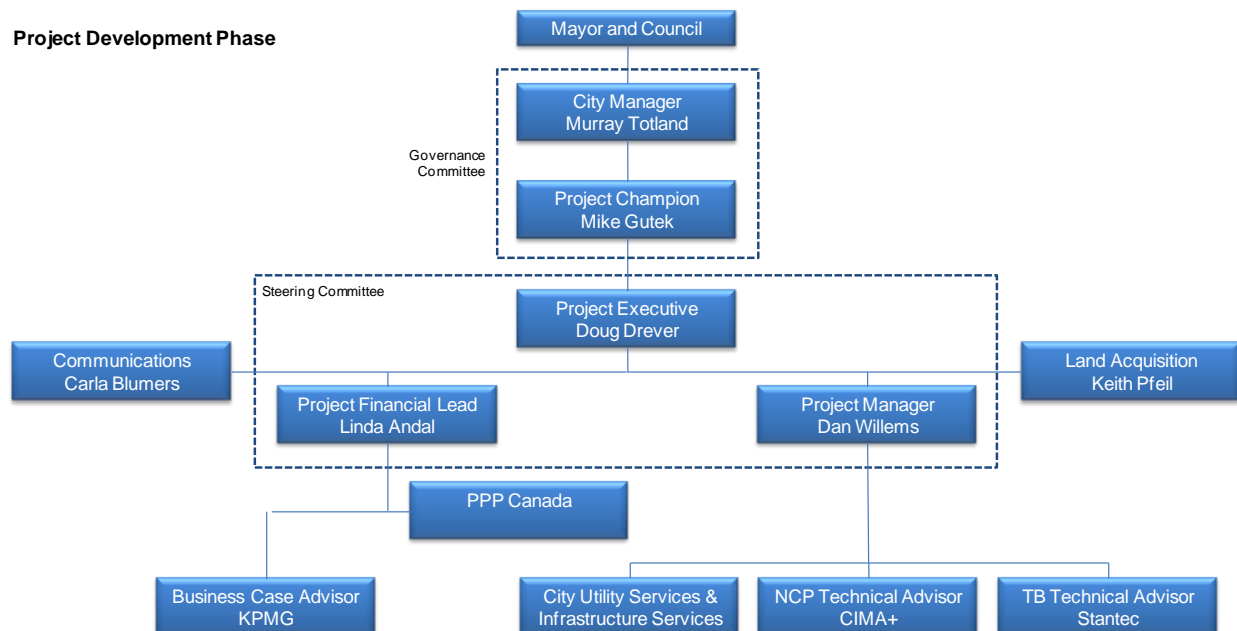 Project Development Phase
Mayor and Council
City Manager
Murray Totland
Governance
Committee
Project Champion
Mike Gutek
Steering Committee
Project Executive
Doug Drever
Communications
Carla Blumers
Land Acquisition
Keith Pfeil
Project Financial Lead
Linda Andal
Project Manager
Dan Willems
PPP Canada
Business Case Advisor
KPMG
City Utility Services &
Infrastructure Services
NCP Technical Advisor
CIMA+
TB Technical Advisor
Stantec